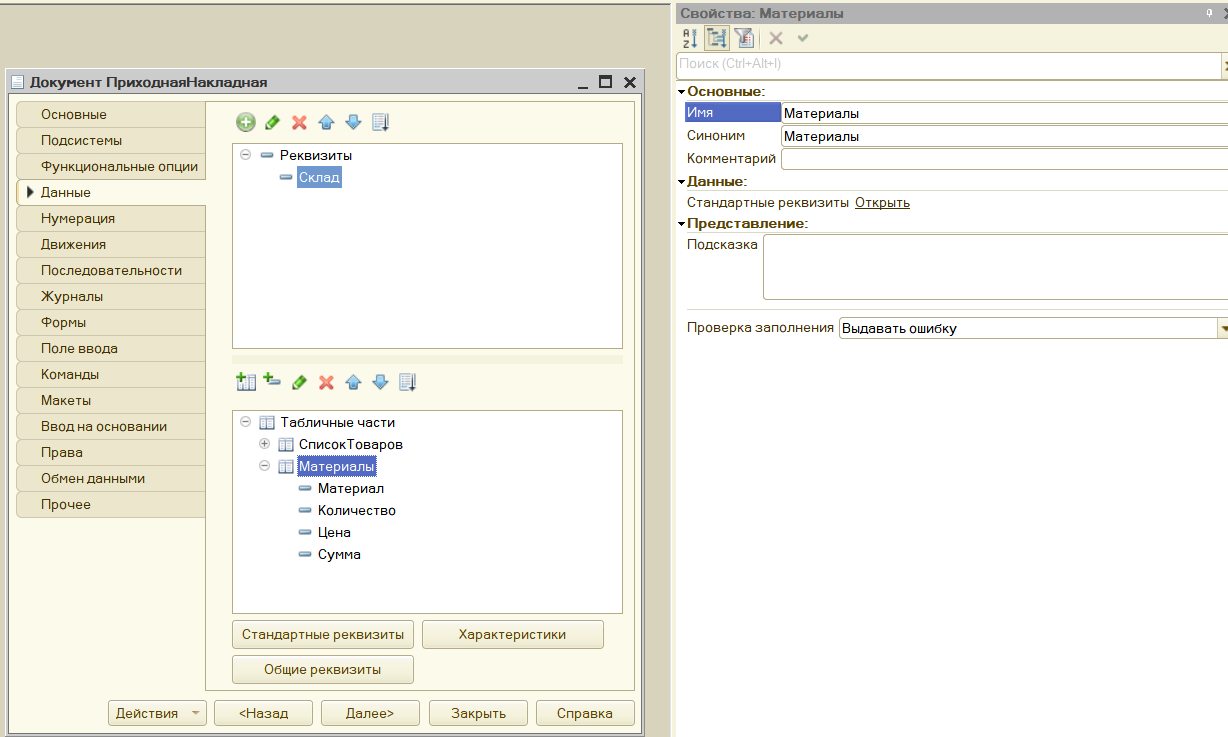 Документ ПриходнаяНакладная
Основные
Подсистемы
Функциональные опции
Данные
Нумерация
Движения
Последовательности
Журналы
Формы
Поле ввода
Команды
Макеты
Ввод на основании
Права
Обмен данными
Прочее
Реквизиты
Склад
Табличные части
СписокТоваров
Материалы
Материал
Количество
Цена
Сумма
Стандартные реквизиты
Характеристики
Общие реквизиты
Действия
<Назад
Далее>
Закрыть
Справка
Свойства: Материалы
Поиск (Ctrl+Alt+I)
Основные:
Имя Материалы
Синоним Материалы
Комментарий
Данные:
Стандартные реквизиты Открыть
Представление:
Подсказка
Проверка заполнения Выдавать ошибку